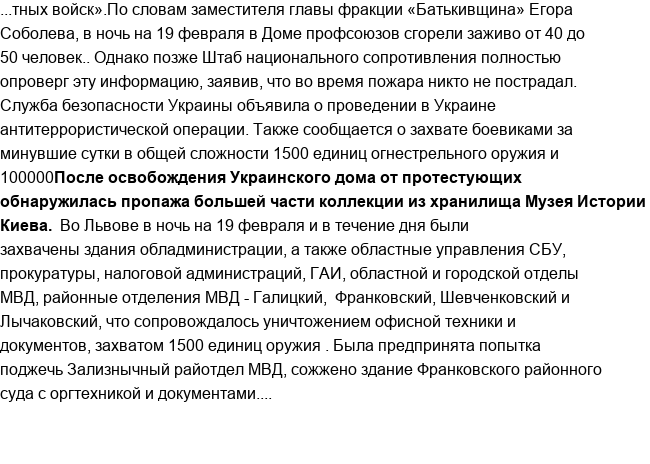 ...тных войск».По словам заместителя главы фракции «Батькивщина» Егора
Соболева, в ночь на 19 февраля в Доме профсоюзов сгорели заживо от 40 до
50 человек.. Однако позже Штаб национального сопротивления полностью
опроверг эту информацию, заявив, что во время пожара никто не пострадал.
Служба безопасности Украины объявила о проведении в Украине
антитеррористической операции. Также сообщается о захвате боевиками за
минувшие сутки в общей сложности 1500 единиц огнестрельного оружия и
100000После освобождения Украинского дома от протестующих
обнаружилась пропажа большей части коллекции из хранилища Музея Истории
Киева.  Во Львове в ночь на 19 февраля и в течение дня были
захвачены здания обладминистрации, а также областные управления СБУ,
прокуратуры, налоговой администраций, ГАИ, областной и городской отделы
МВД, районные отделения МВД - Галицкий,  Франковский, Шевченковский и
Лычаковский, что сопровождалось уничтожением офисной техники и
документов, захватом 1500 единиц оружия . Была предпринята попытка
поджечь Зализнычный райотдел МВД, сожжено здание Франковского районного
суда с оргтехникой и документами....